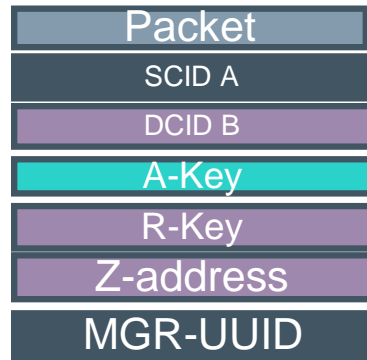 Packet
SCID A
DCID B
A-Key
R-Key
Z-address
MGR-UUID